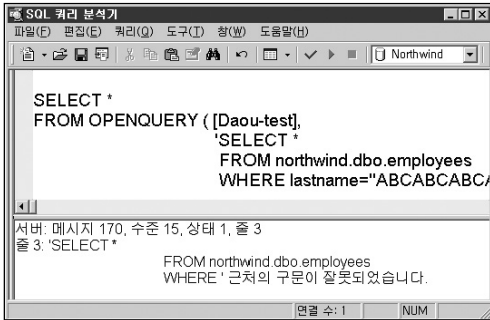 SQL 쿼리 분석기
파일(F) 편집(E) 쿼리(Q) 도구(T) 창(W) 도움말(H)
Northwind
SELECT *
FROM OPENQUERY ( [Daou-test],
'SELECT *
FROM northwind.dbo.employees
WHERE lastname="ABCABCABCA
서버: 메시지 170, 수준 15, 상태 1, 줄 3
줄 3: 'SELECT *
FROM northwind.dbo.employees
WHERE ' 근처의 구문이 잘못되었습니다.
연결 수: 1 NUM